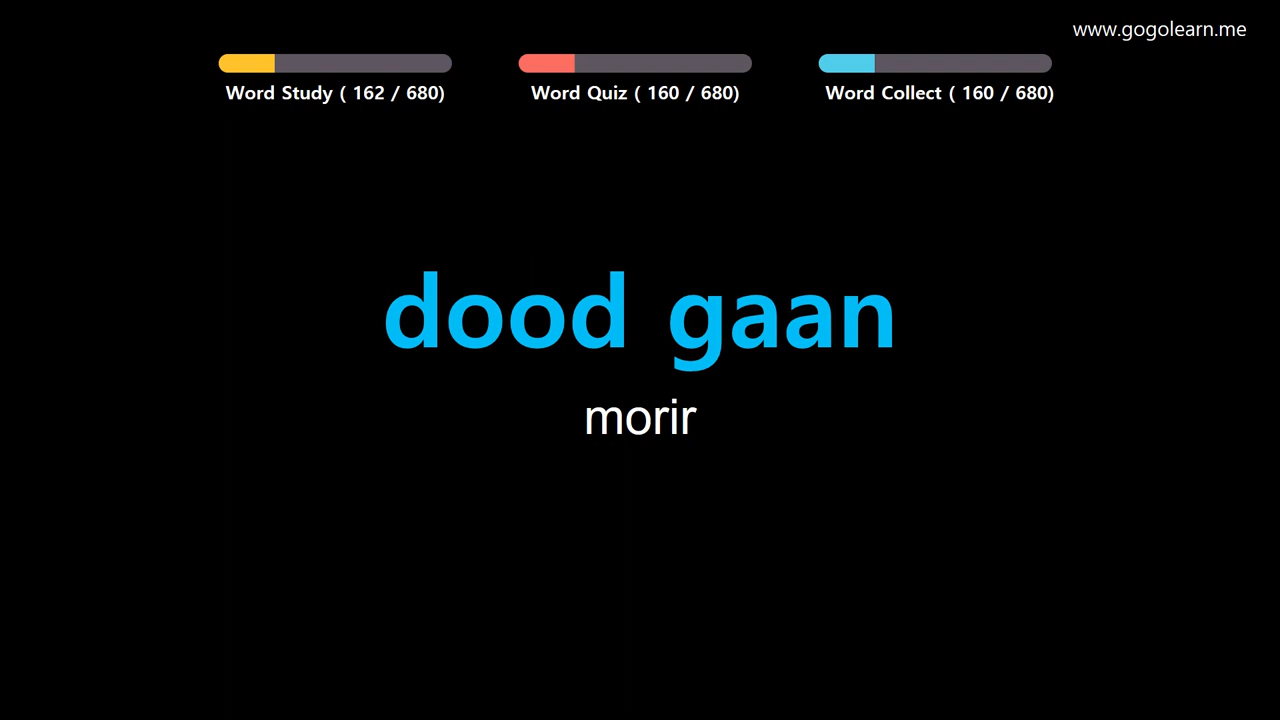 www.gogolearn.me
Word Study ( 162 / 680)
Word Quiz ( 160 / 680)
Word Collect ( 160 / 680)
dood gaan
morir